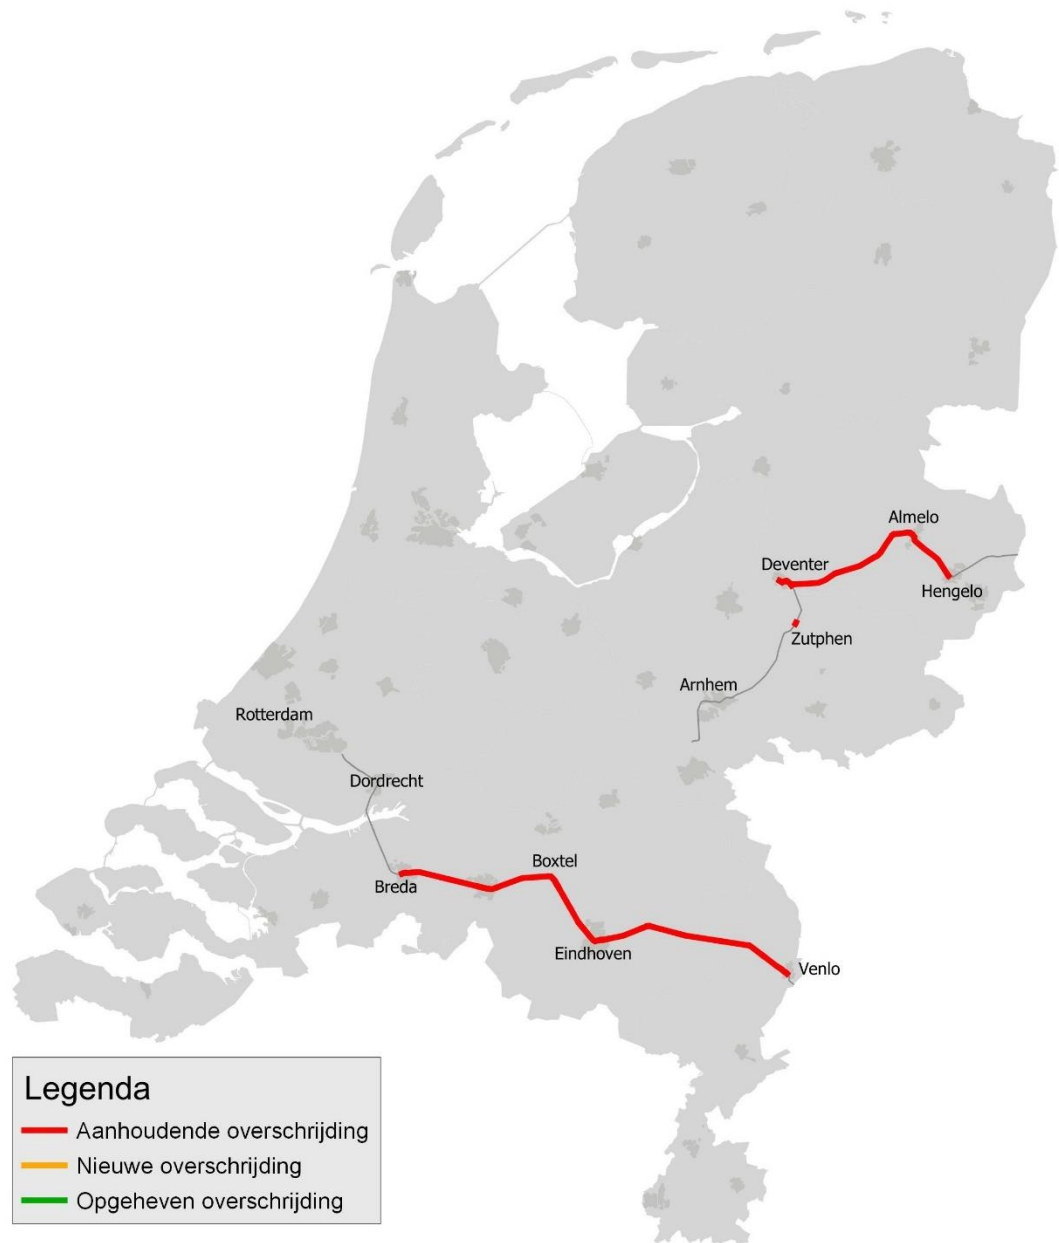 Almelo
Deventer
Hengelo
Zutphen
Arnhem
Rotterdam
Dordrecht
Boxtel
Breda
Eindhoven
Venlo
Legenda
Aanhoudende overschrijding
Nieuwe overschrijding
Opgeheven overschrijding